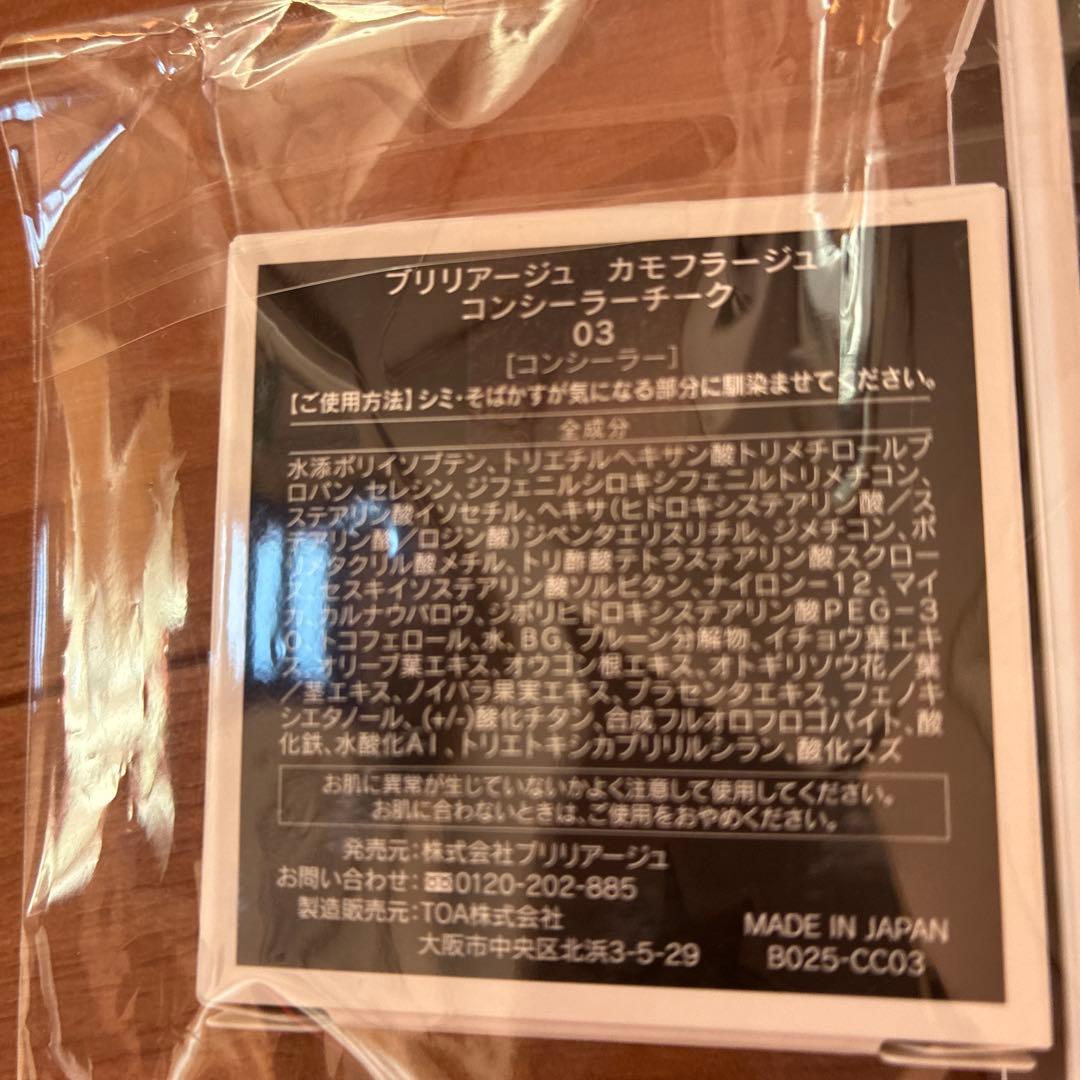 ブリリアージュ カモフラージュ
コンシーラーチーク
03
[コンシーラー]
【ご使用方法】シミ・そばかすが気になる部分に馴染ませてください。
全成分
水添ポリイソブテン、トリエチルヘキサン酸トリメチロールプ
ロパン、セレシン、ジフェニルシロキシフェニルトリメチコン、
ステアリン酸イソセチル、ヘキサ(ヒドロキシステアリン酸/ス
テアリン酸/ロジン酸)ジペンタエリスリチル、ジメチコン、ポ
リメタクリル酸メチル、トリ酢酸テトラステアリン酸スクロー
ス、セスキイソステアリン酸ソルビタン、ナイロン-12、マイ
カ、カルナウバロウ、ジポリヒドロキシステアリン酸PEG-3
0、トコフェロール、水、BG、プルーン分解物、イチョウ葉エキ
ス、オリーブ葉エキス、オウゴン根エキス、オトギリソウ花/葉
/茎エキス、ノイバラ果実エキス、プラセンタエキス、フェノキ
シエタノール、(+/-)酸化チタン、合成フルオロフロゴパイト、酸
化鉄、水酸化Al、トリエトキシカプリリルシラン、酸化スズ
お肌に異常が生じていないかよく注意して使用してください。
お肌に合わないときは、ご使用をおやめください。
発売元:株式会社ブリリアージュ
お問い合わせ:0120-202-885
製造販売元:TOA株式会社
大阪市中央区北浜3-5-29
MADE IN JAPAN
B025-CC03